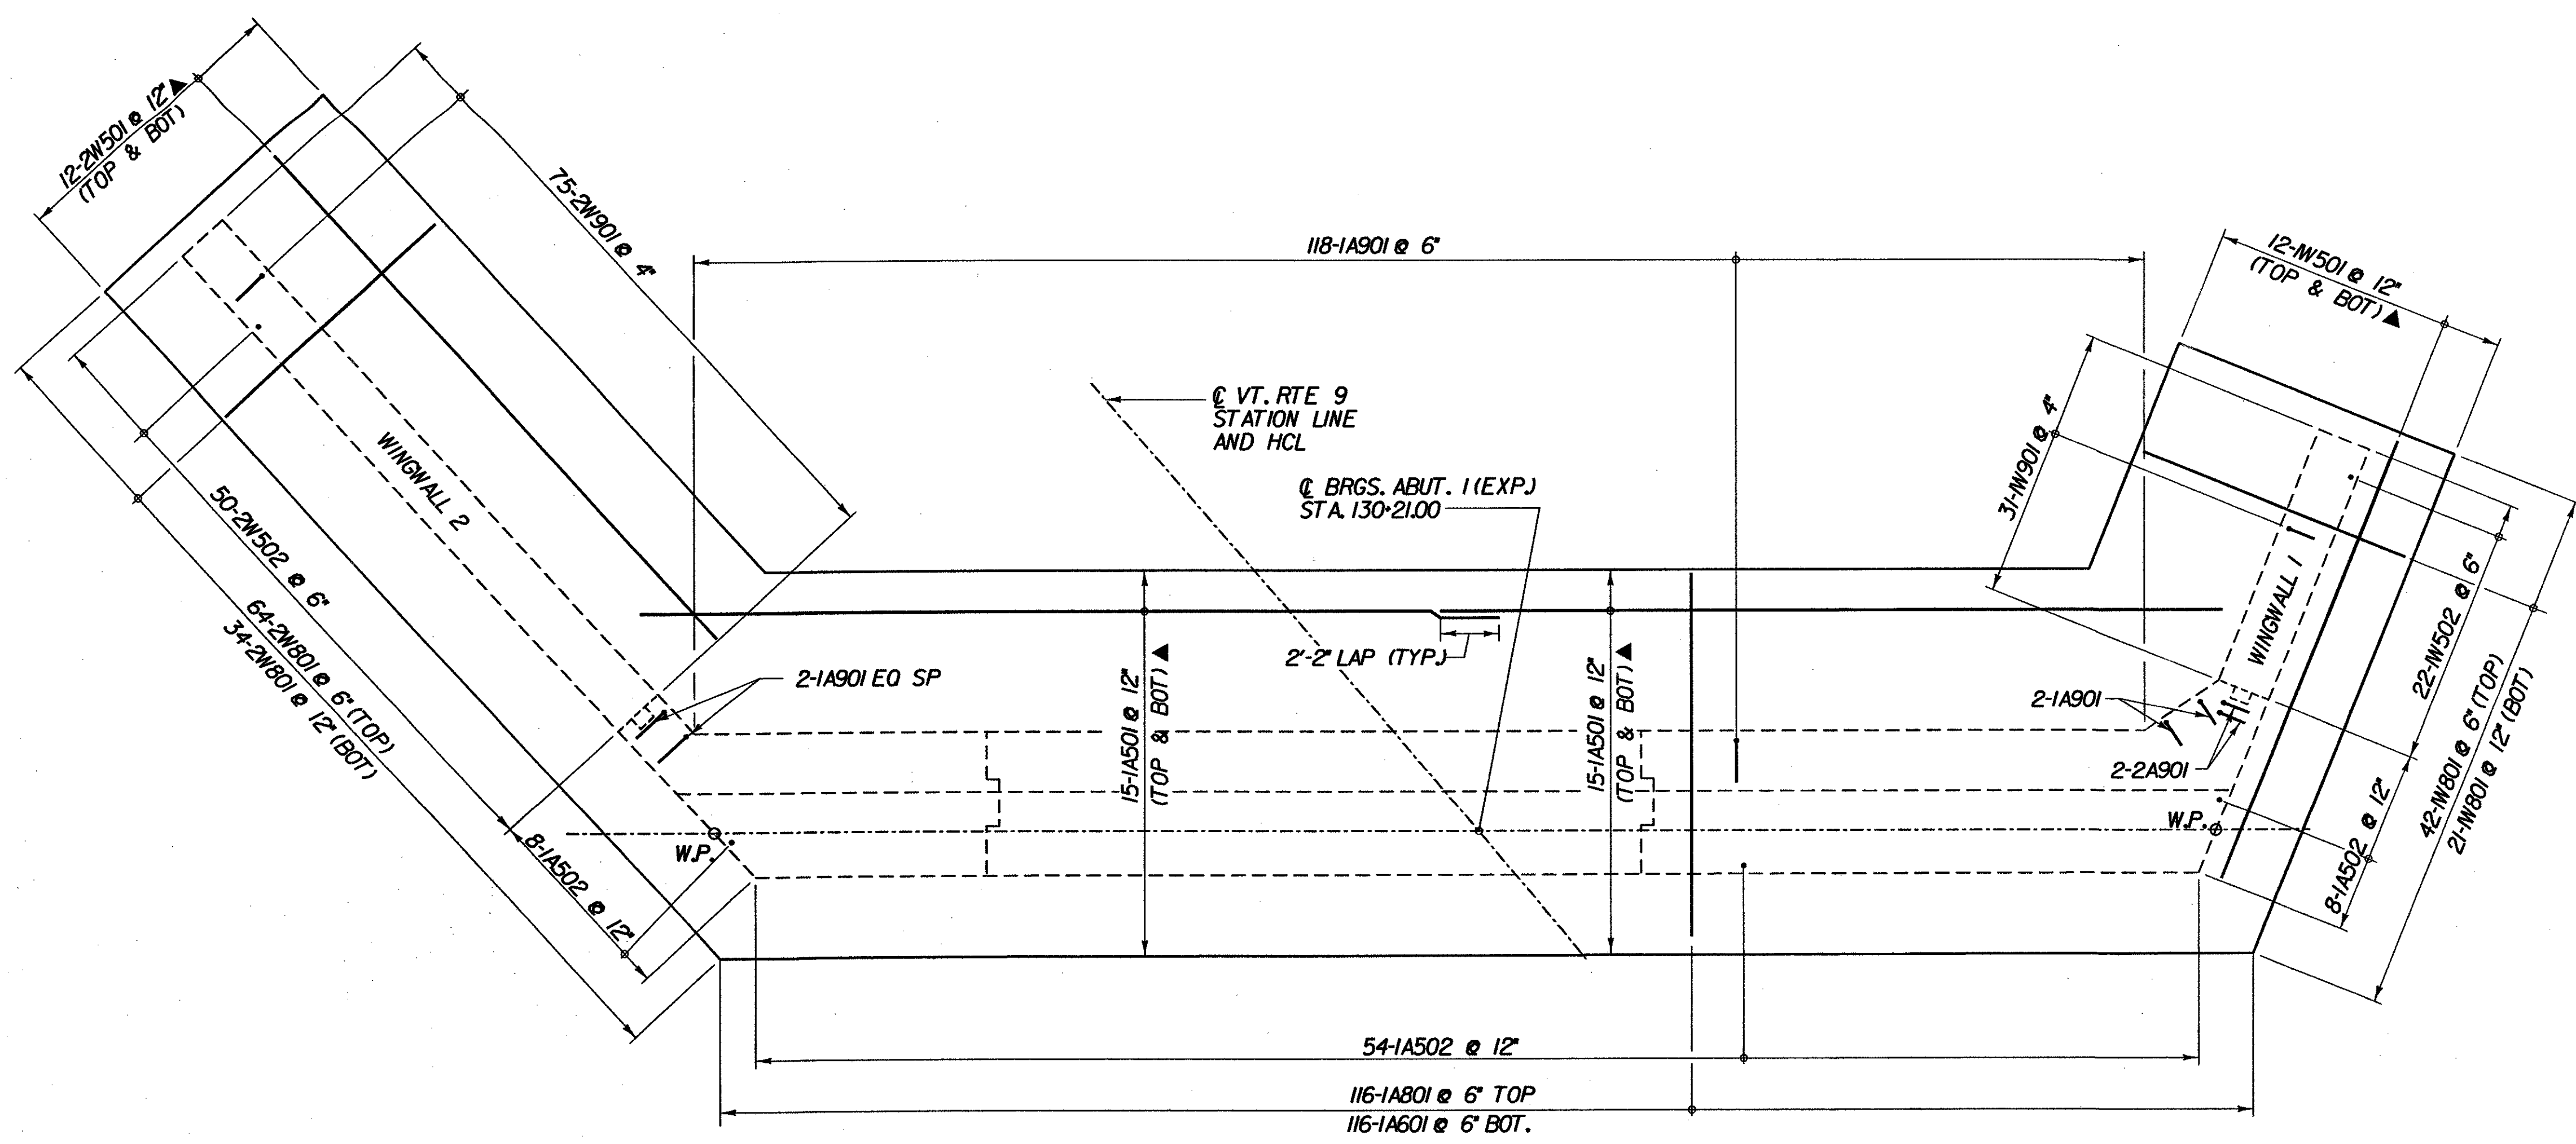 12-2W501 @ 12" ▲
(TOP & BOT)
75-2W901 @ 4"
118-1A901 @ 6"
12-1W501 @ 12"
(TOP & BOT) ▲
31-1W901 @ 4"
℄ VT. RTE 9
STATION LINE
AND HCL
℄ BRGS. ABUT. 1 (EXP.)
STA. 130+21.00
WINGWALL 2
50-2W502 @ 6"
64-2W801 @ 6" (TOP)
34-2W801 @ 12" (BOT)
8-1A502 @ 12"
2-1A901 EQ SP
W.P.
15-1A501 @ 12"
(TOP & BOT) ▲
2'-2" LAP (TYP.)
15-1A501 @ 12"
(TOP & BOT) ▲
WINGWALL 1
2-1A901
2-2A901
W.P.
22-1W502 @ 6"
8-1A502 @ 12"
42-1W801 @ 6" (TOP)
21-1W801 @ 12" (BOT)
54-1A502 @ 12"
116-1A801 @ 6" TOP
116-1A601 @ 6" BOT.